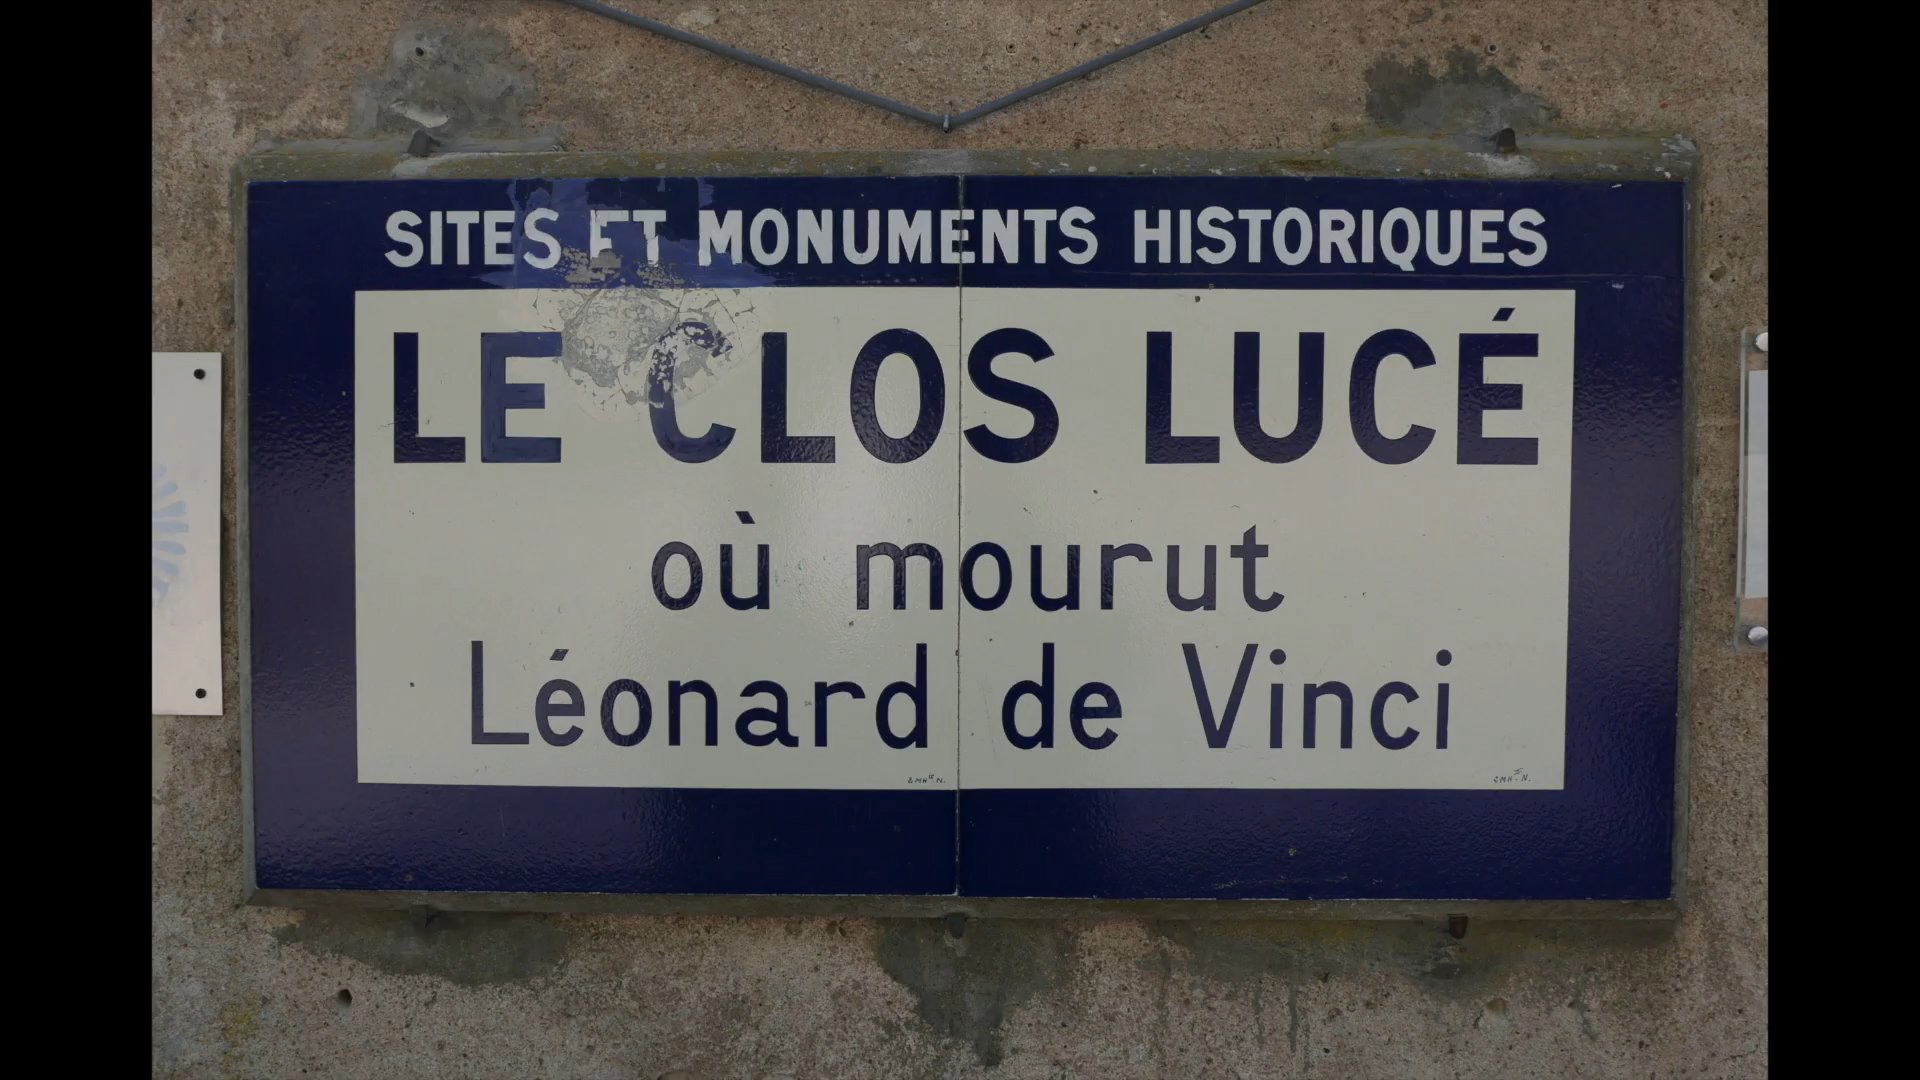 SITES ET MONUMENTS HISTORIQUES
LE CLOS LUCÉ
où mourut
Léonard de Vinci